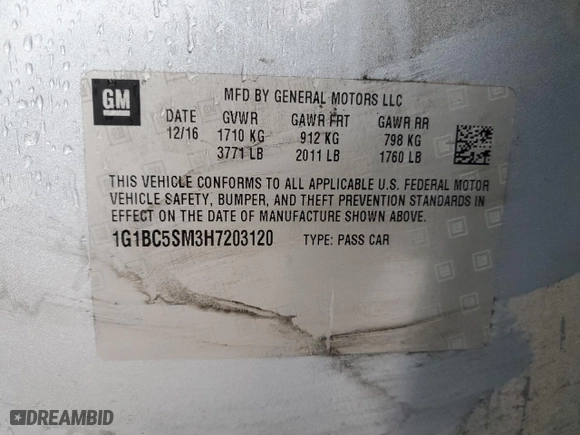 GM
MFD BY GENERAL MOTORS LLC
DATE GVWR GAWR FRT GAWR RR
12/16 1710 KG 912 KG 798 KG
3771 LB 2011 LB 1760 LB
THIS VEHICLE CONFORMS TO ALL APPLICABLE U.S. FEDERAL MOTOR
VEHICLE SAFETY, BUMPER, AND THEFT PREVENTION STANDARDS IN
EFFECT ON THE DATE OF MANUFACTURE SHOWN ABOVE.
1G1BC5SM3H7203120 TYPE: PASS CAR
DREAMBID